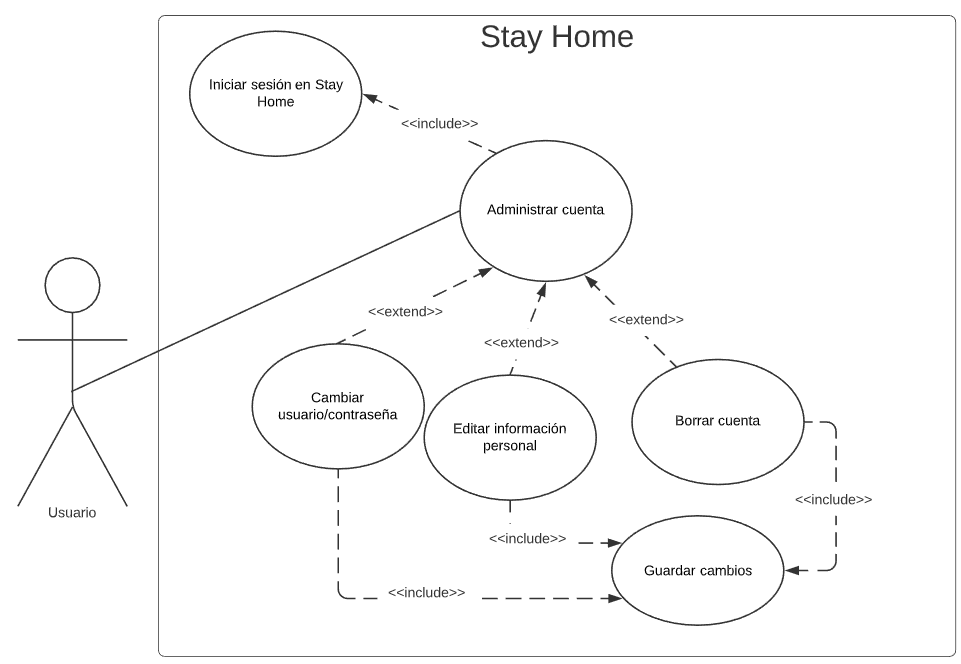 Stay Home
Iniciar sesión en Stay
Home
<<include>>
Administrar cuenta
<<extend>>
<<extend>>
<<extend>>
Cambiar
usuario/contraseña
Editar información
personal
Borrar cuenta
<<include>>
Usuario
<<include>>
Guardar cambios
<<include>>